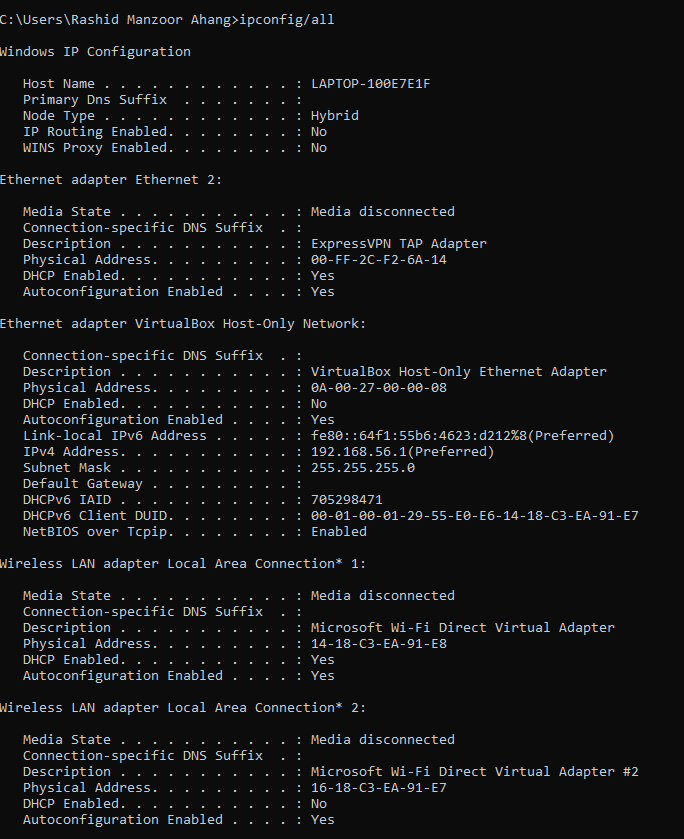 C:\Users\Rashid Manzoor Ahang>ipconfig/all
Windows IP Configuration
Host Name . . . . . . . . . . . . : LAPTOP-100E7E1F
Primary Dns Suffix  . . . . . . . :
Node Type . . . . . . . . . . . . : Hybrid
IP Routing Enabled. . . . . . . . : No
WINS Proxy Enabled. . . . . . . . : No
Ethernet adapter Ethernet 2:
Media State . . . . . . . . . . . : Media disconnected
Connection-specific DNS Suffix  . :
Description . . . . . . . . . . . : ExpressVPN TAP Adapter
Physical Address. . . . . . . . . : 00-FF-2C-F2-6A-14
DHCP Enabled. . . . . . . . . . . : Yes
Autoconfiguration Enabled . . . . : Yes
Ethernet adapter VirtualBox Host-Only Network:
Connection-specific DNS Suffix  . :
Description . . . . . . . . . . . : VirtualBox Host-Only Ethernet Adapter
Physical Address. . . . . . . . . : 0A-00-27-00-00-08
DHCP Enabled. . . . . . . . . . . : No
Autoconfiguration Enabled . . . . : Yes
Link-local IPv6 Address . . . . . : fe80::64f1:55b6:4623:d212%8(Preferred)
IPv4 Address. . . . . . . . . . . : 192.168.56.1(Preferred)
Subnet Mask . . . . . . . . . . . : 255.255.255.0
Default Gateway . . . . . . . . . :
DHCPv6 IAID . . . . . . . . . . . : 705298471
DHCPv6 Client DUID. . . . . . . . : 00-01-00-01-29-55-E0-E6-14-18-C3-EA-91-E7
NetBIOS over Tcpip. . . . . . . . : Enabled
Wireless LAN adapter Local Area Connection* 1:
Media State . . . . . . . . . . . : Media disconnected
Connection-specific DNS Suffix  . :
Description . . . . . . . . . . . : Microsoft Wi-Fi Direct Virtual Adapter
Physical Address. . . . . . . . . : 14-18-C3-EA-91-E8
DHCP Enabled. . . . . . . . . . . : Yes
Autoconfiguration Enabled . . . . : Yes
Wireless LAN adapter Local Area Connection* 2:
Media State . . . . . . . . . . . : Media disconnected
Connection-specific DNS Suffix  . :
Description . . . . . . . . . . . : Microsoft Wi-Fi Direct Virtual Adapter #2
Physical Address. . . . . . . . . : 16-18-C3-EA-91-E7
DHCP Enabled. . . . . . . . . . . : No
Autoconfiguration Enabled . . . . : Yes